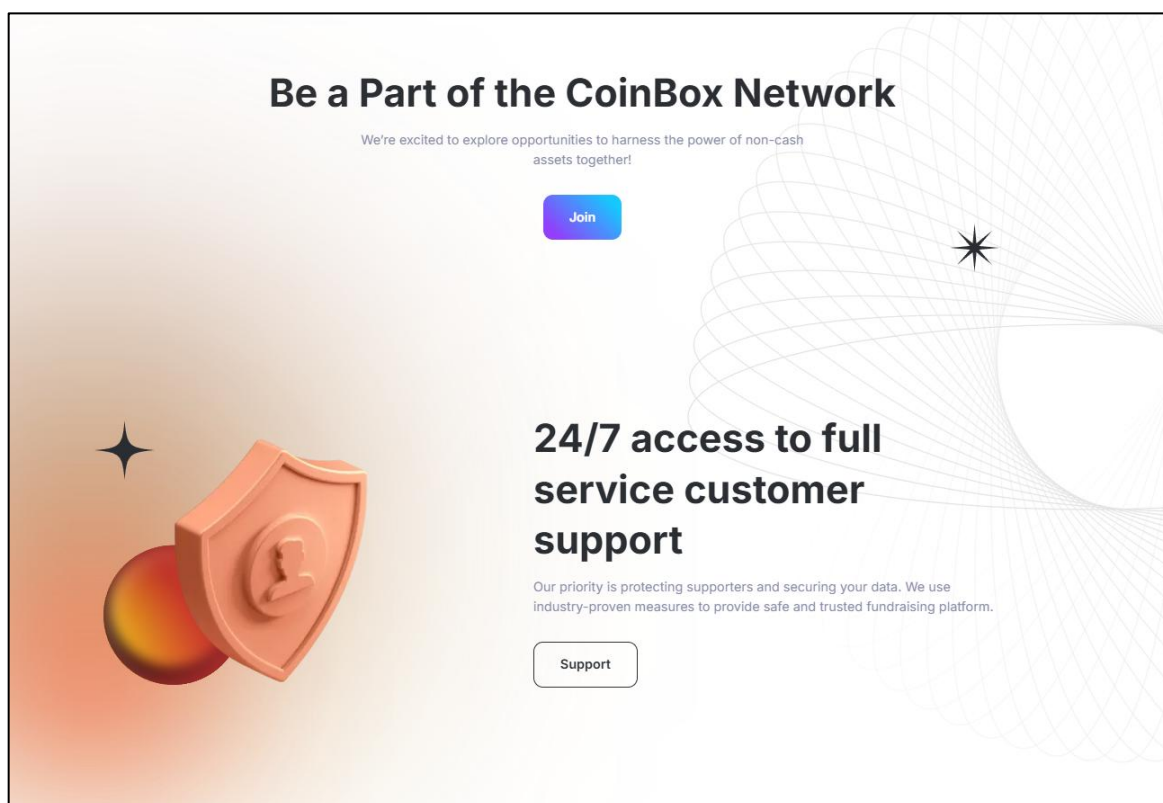 Be a Part of the CoinBox Network
We're excited to explore opportunities to harness the power of non-cash
assets together!
Join
24/7 access to full
service customer
support
Our priority is protecting supporters and securing your data. We use
industry-proven measures to provide safe and trusted fundraising platform.
Support